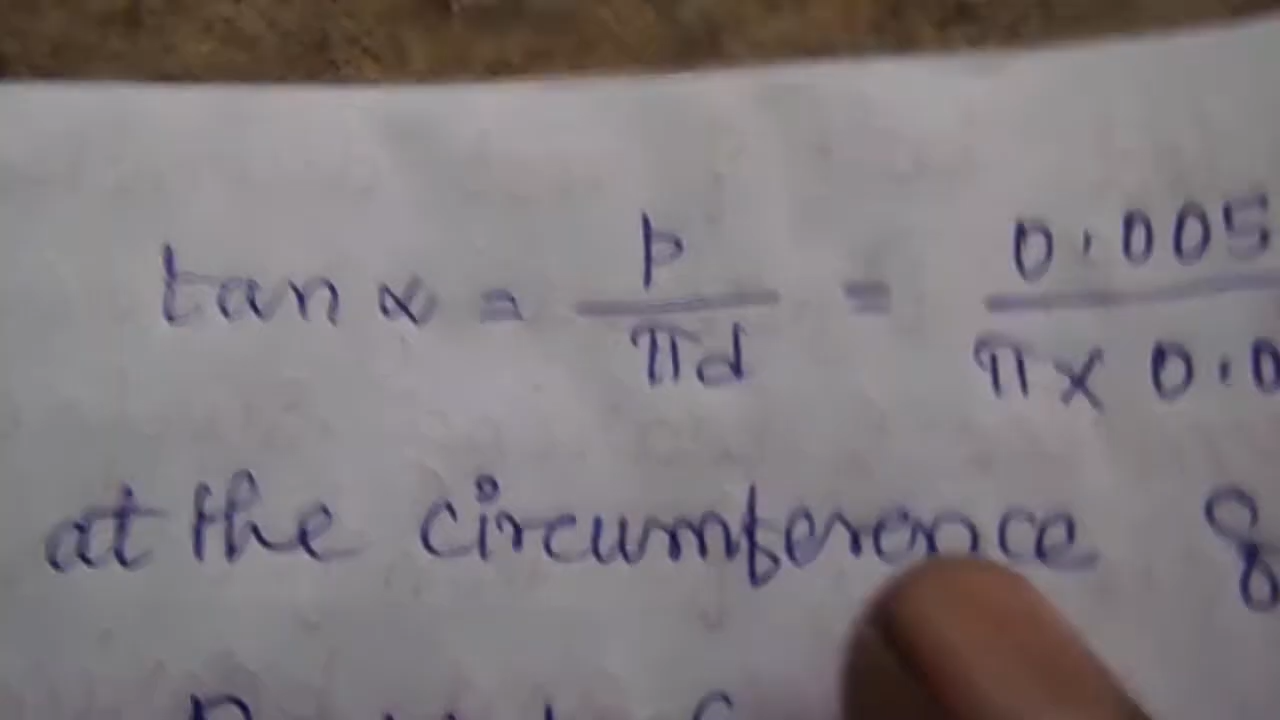 tan α = p/πd = 0.005/π× 0.0
at the circumference